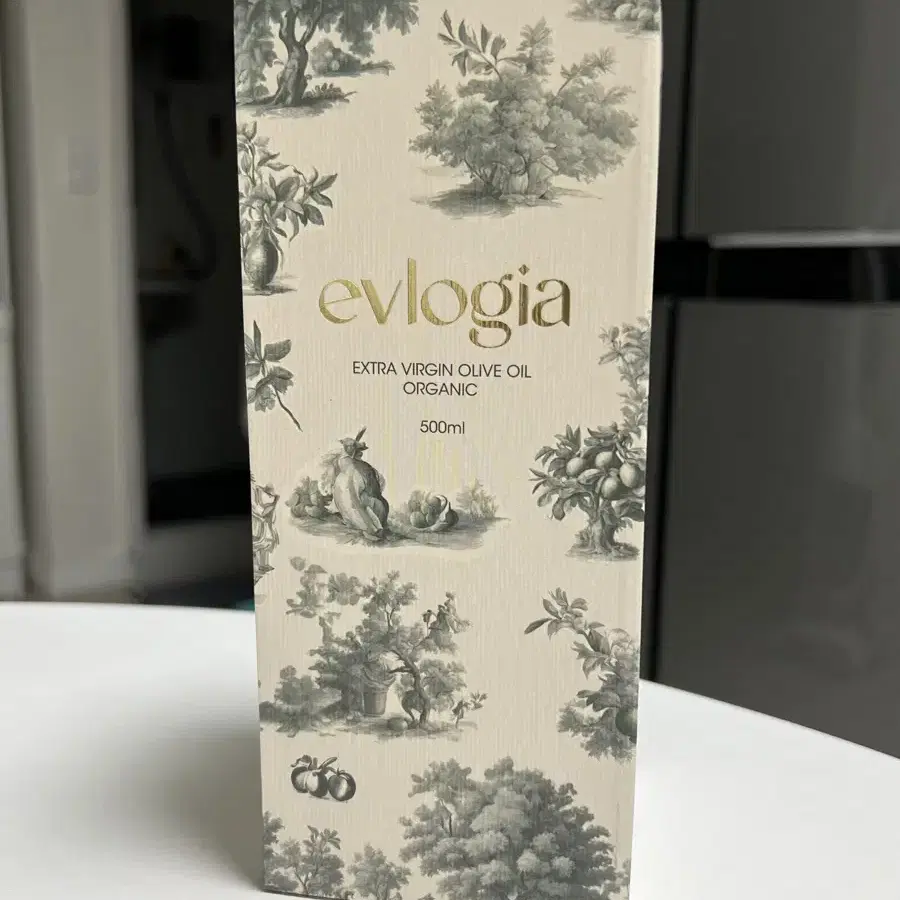 evlogia
EXTRA VIRGIN OLIVE OIL
ORGANIC
500ml